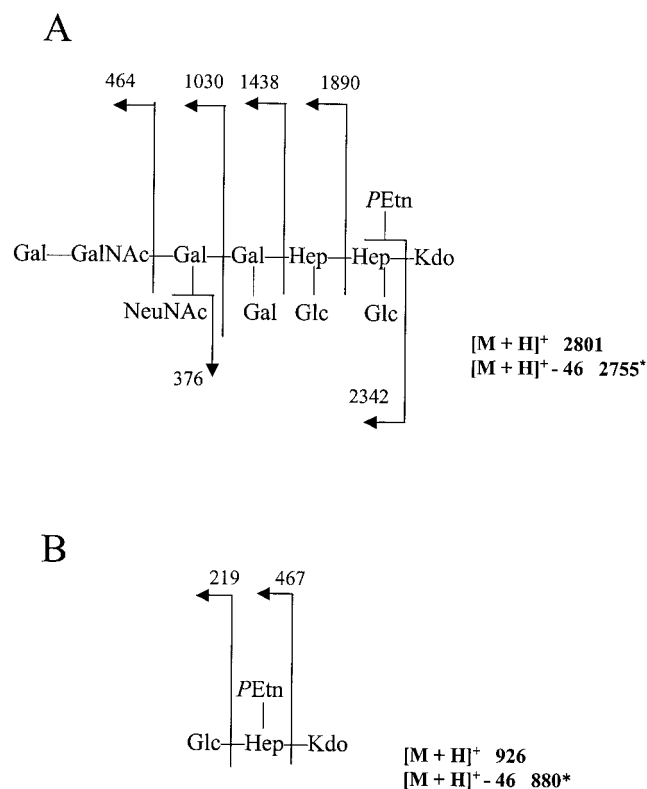 A
464 1030 1438 1890
PEtn
Gal—GalNAc—Gal—Gal—Hep—Hep—Kdo
NeuNAc Gal Glc Glc
376
2342
[M + H]⁺ 2801
[M + H]⁺ - 46 2755*
B
219 467
PEtn
Glc—Hep—Kdo
[M + H]⁺ 926
[M + H]⁺ - 46 880*